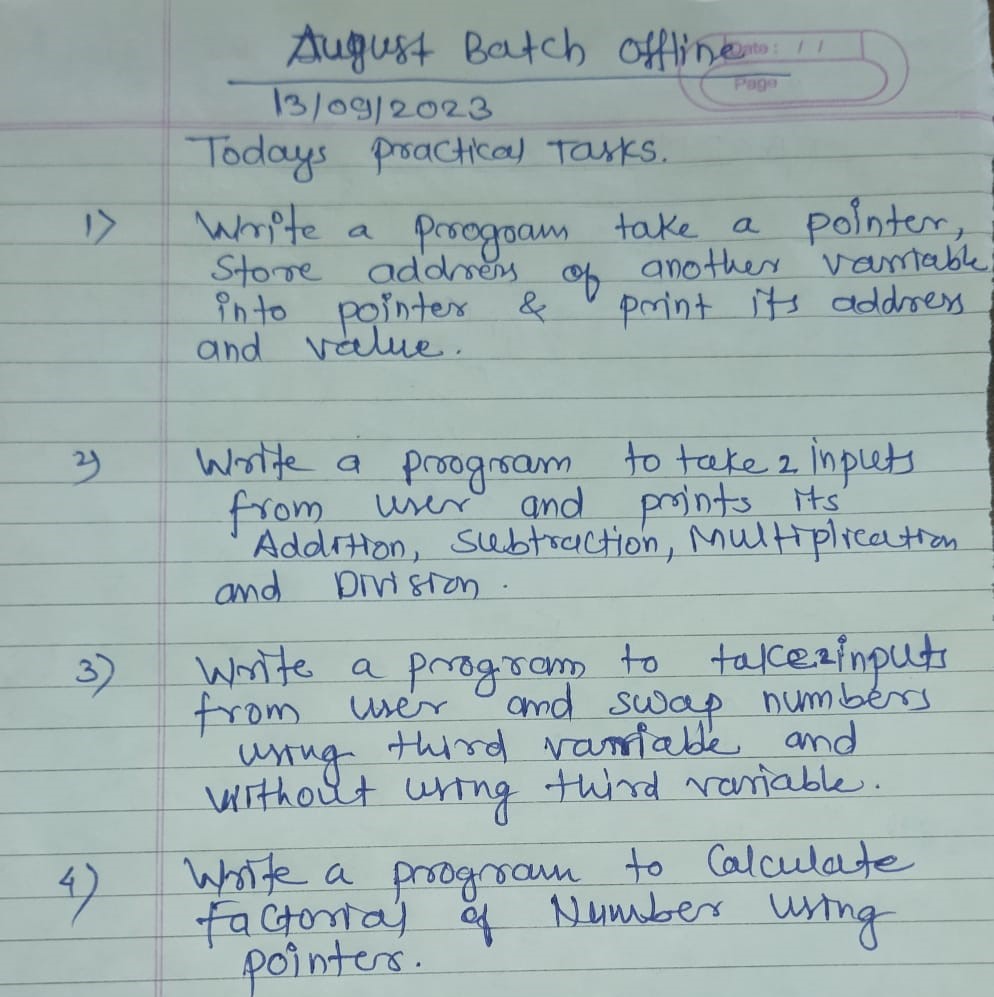 August Batch offline
Date: / /
Page
13/09/2023
Todays practical Tasks.
1) Write a program take a pointer,
Store address of another variable
into pointer & print its address
and value.
2) Write a program to take 2 inputs
from user and prints its
Addition, Subtraction, Multiplication
and Division.
3) Write a program to take 2 inputs
from user and swap numbers
using third variable and
without using third variable.
4) Write a program to Calculate
factorial of Number using
pointers.